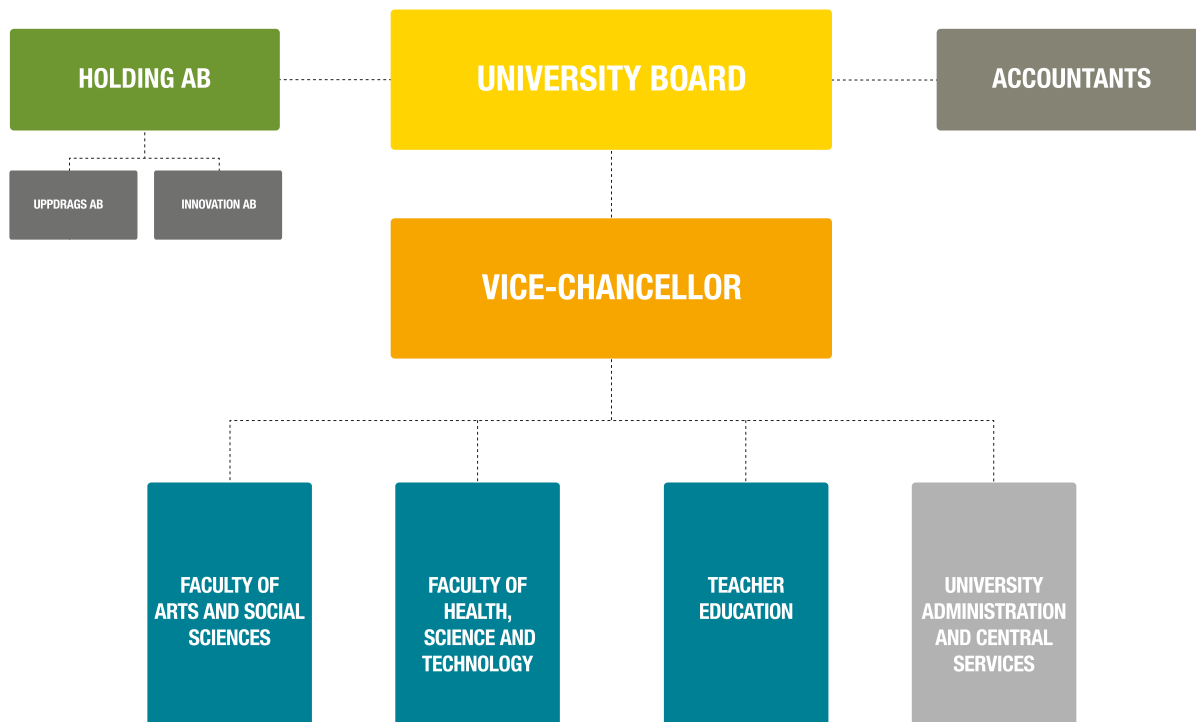 HOLDING AB
UNIVERSITY BOARD
ACCOUNTANTS
UPPDRAGS AB
INNOVATION AB
VICE-CHANCELLOR
FACULTY OF
ARTS AND SOCIAL
SCIENCES
FACULTY OF
HEALTH,
SCIENCE AND
TECHNOLOGY
TEACHER
EDUCATION
UNIVERSITY
ADMINISTRATION
AND CENTRAL
SERVICES